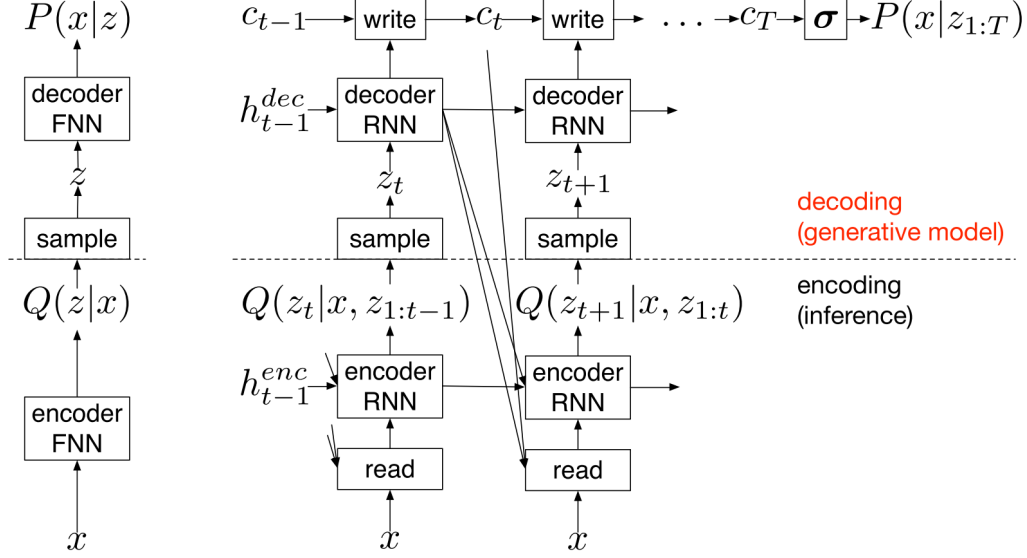 P(x|z)
decoder
FNN
z
sample
Q(z|x)
encoder
FNN
x
c_{t-1} write c_t write ... c_T σ P(x|z_{1:T})
h_{t-1}^{dec} decoder RNN decoder RNN
z_t z_{t+1}
sample sample
decoding
(generative model)
Q(z_t|x, z_{1:t-1}) Q(z_{t+1}|x, z_{1:t})
encoding
(inference)
h_{t-1}^{enc} encoder RNN encoder RNN
read read
x x